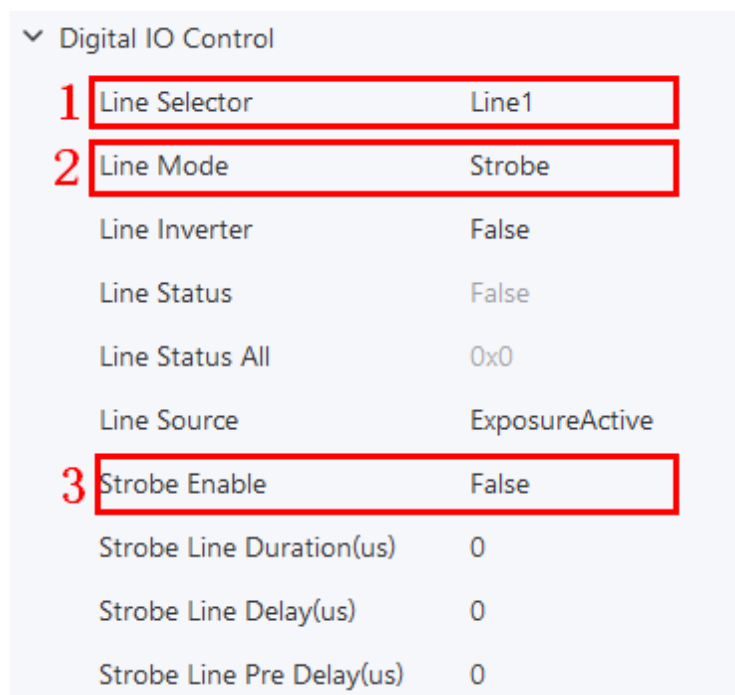 Digital IO Control
1 Line Selector Line1
2 Line Mode Strobe
Line Inverter False
Line Status False
Line Status All 0x0
Line Source ExposureActive
3 Strobe Enable False
Strobe Line Duration(us) 0
Strobe Line Delay(us) 0
Strobe Line Pre Delay(us) 0